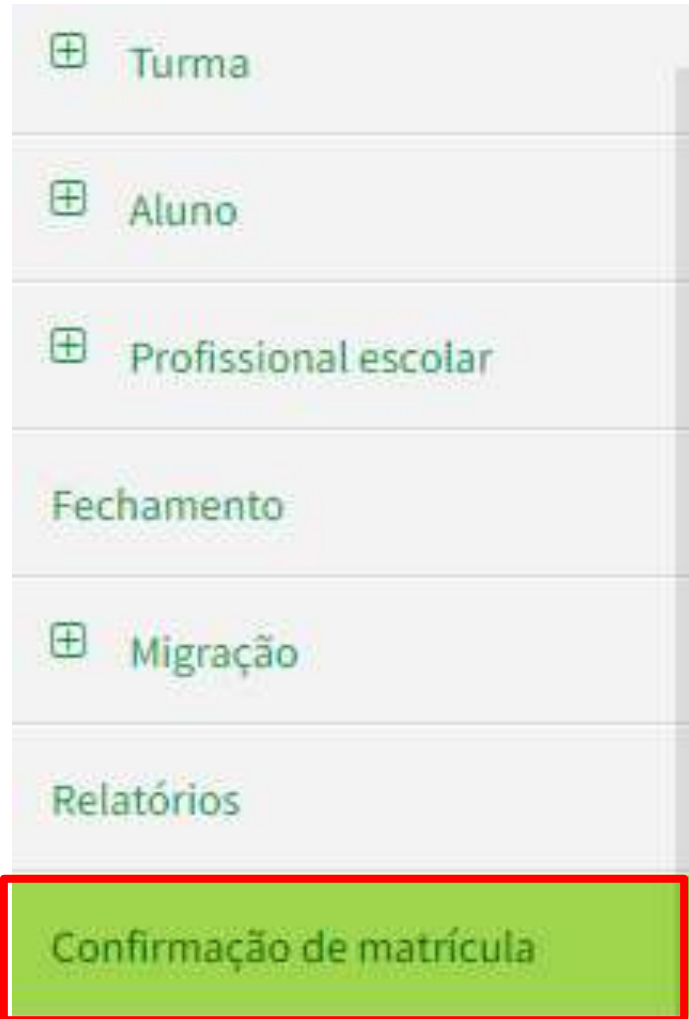 Turma
Aluno
Profissional escolar
Fechamento
Migração
Relatórios
Confirmação de matrícula